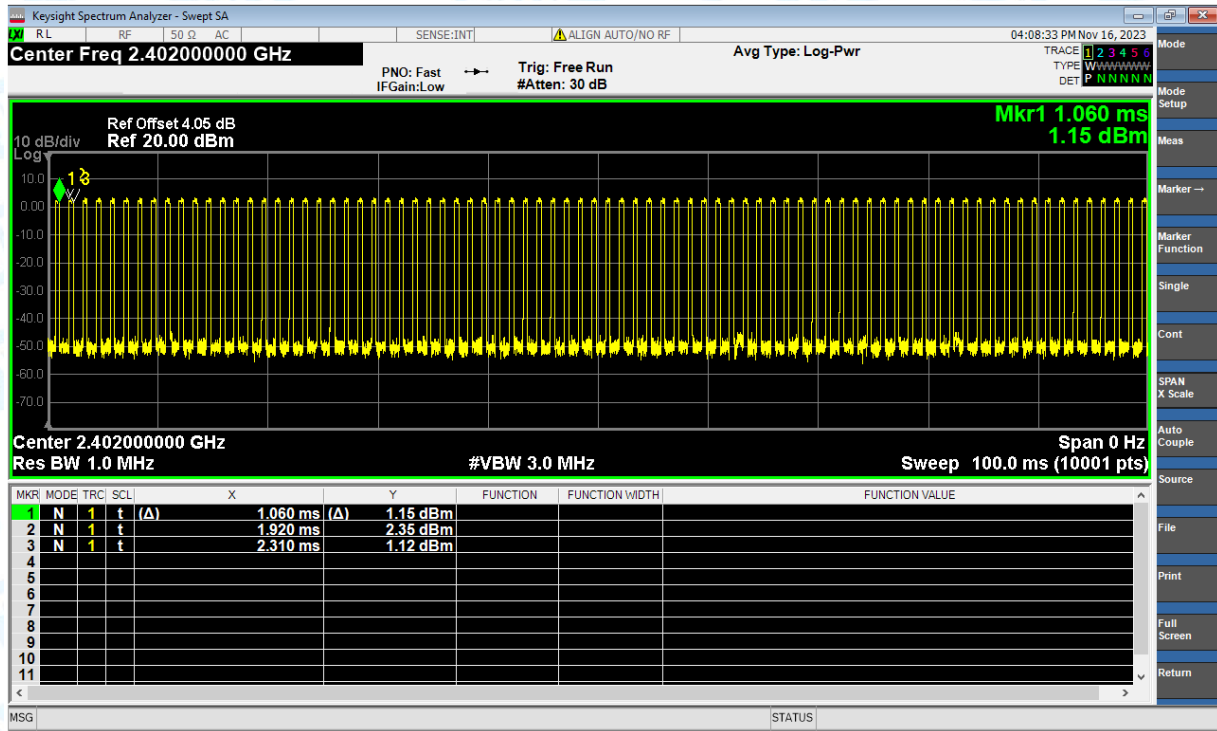 Keysight Spectrum Analyzer - Swept SA
LXI RL RF 50 Ω AC SENSE:INT ALIGN AUTO/NO RF 04:08:33 PM Nov 16, 2023
Center Freq 2.402000000 GHz
PNO: Fast
IFGain:Low
Trig: Free Run
#Atten: 30 dB
Avg Type: Log-Pwr
TRACE 1 2 3 4 5 6
TYPE WWWWWW
DET P N N N N N
Ref Offset 4.05 dB
10 dB/div Ref 20.00 dBm
Log
Mkr1 1.060 ms
1.15 dBm
10.0
0.00
-10.0
-20.0
-30.0
-40.0
-50.0
-60.0
-70.0
1 3
Center 2.402000000 GHz Span 0 Hz
Res BW 1.0 MHz #VBW 3.0 MHz Sweep 100.0 ms (10001 pts)
MKR MODE TRC SCL X Y FUNCTION FUNCTION WIDTH FUNCTION VALUE
1 N 1 t (Δ) 1.060 ms (Δ) 1.15 dBm
2 N 1 t 1.920 ms 2.35 dBm
3 N 1 t 2.310 ms 1.12 dBm
4
5
6
7
8
9
10
11
MSG STATUS
Mode
Mode
Setup
Meas
Marker →
Marker
Function
Single
Cont
SPAN
X Scale
Auto
Couple
Source
File
Print
Full
Screen
Return